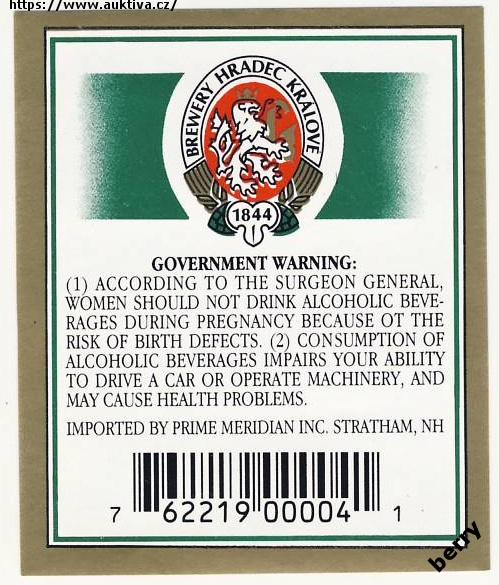 https://www.auktiva.cz/
BREWERY HRADEC KRÁLOVÉ
1844
GOVERNMENT WARNING:
(1) ACCORDING TO THE SURGEON GENERAL,
WOMEN SHOULD NOT DRINK ALCOHOLIC BEVE-
RAGES DURING PREGNANCY BECAUSE OT THE
RISK OF BIRTH DEFECTS. (2) CONSUMPTION OF
ALCOHOLIC BEVERAGES IMPAIRS YOUR ABILITY
TO DRIVE A CAR OR OPERATE MACHINERY, AND
MAY CAUSE HEALTH PROBLEMS.
IMPORTED BY PRIME MERIDIAN INC. STRATHAM, NH
7 62219 00004 1
berry